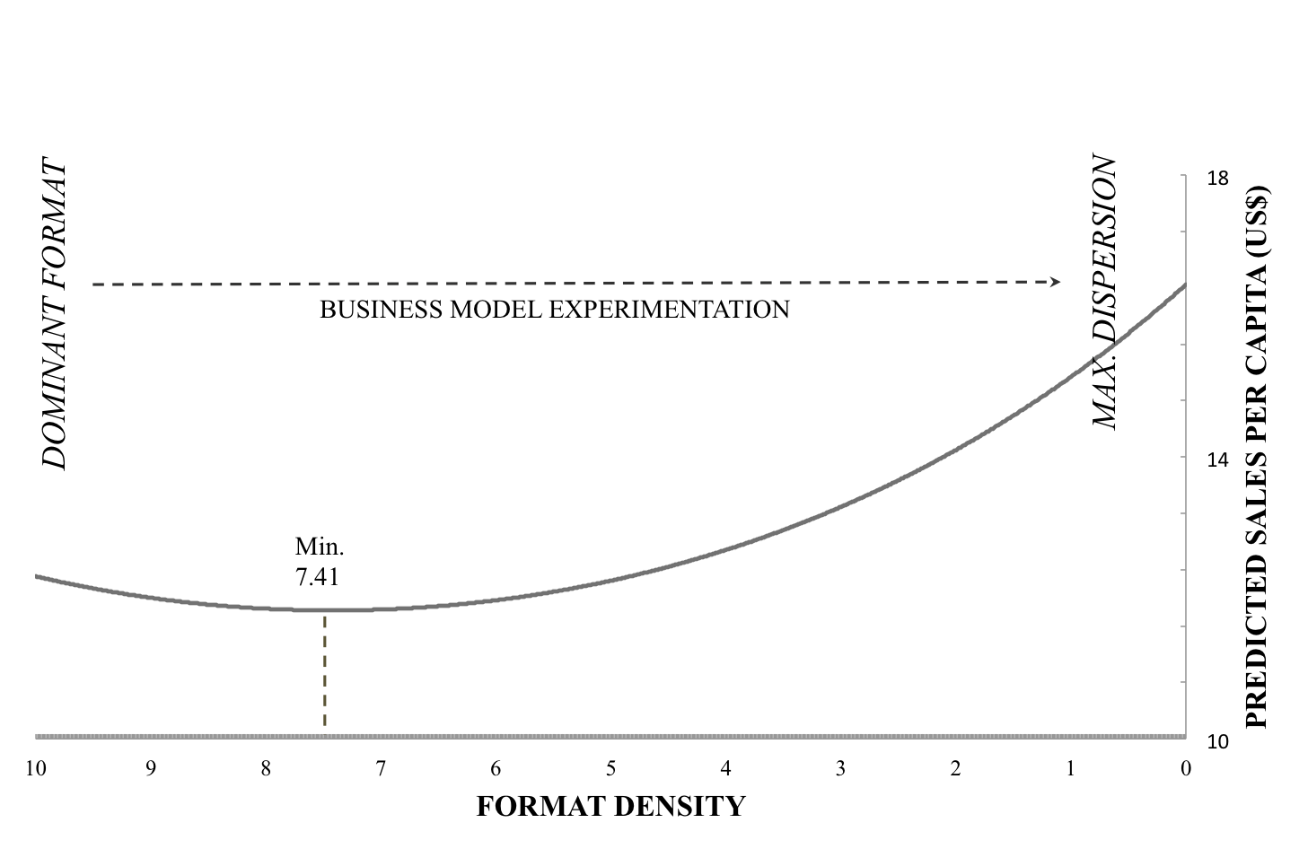 DOMINANT FORMAT
MAX. DISPERSION
BUSINESS MODEL EXPERIMENTATION
Min.
7.41
18
14
10
PREDICTED SALES PER CAPITA (US$)
10 9 8 7 6 5 4 3 2 1 0
FORMAT DENSITY